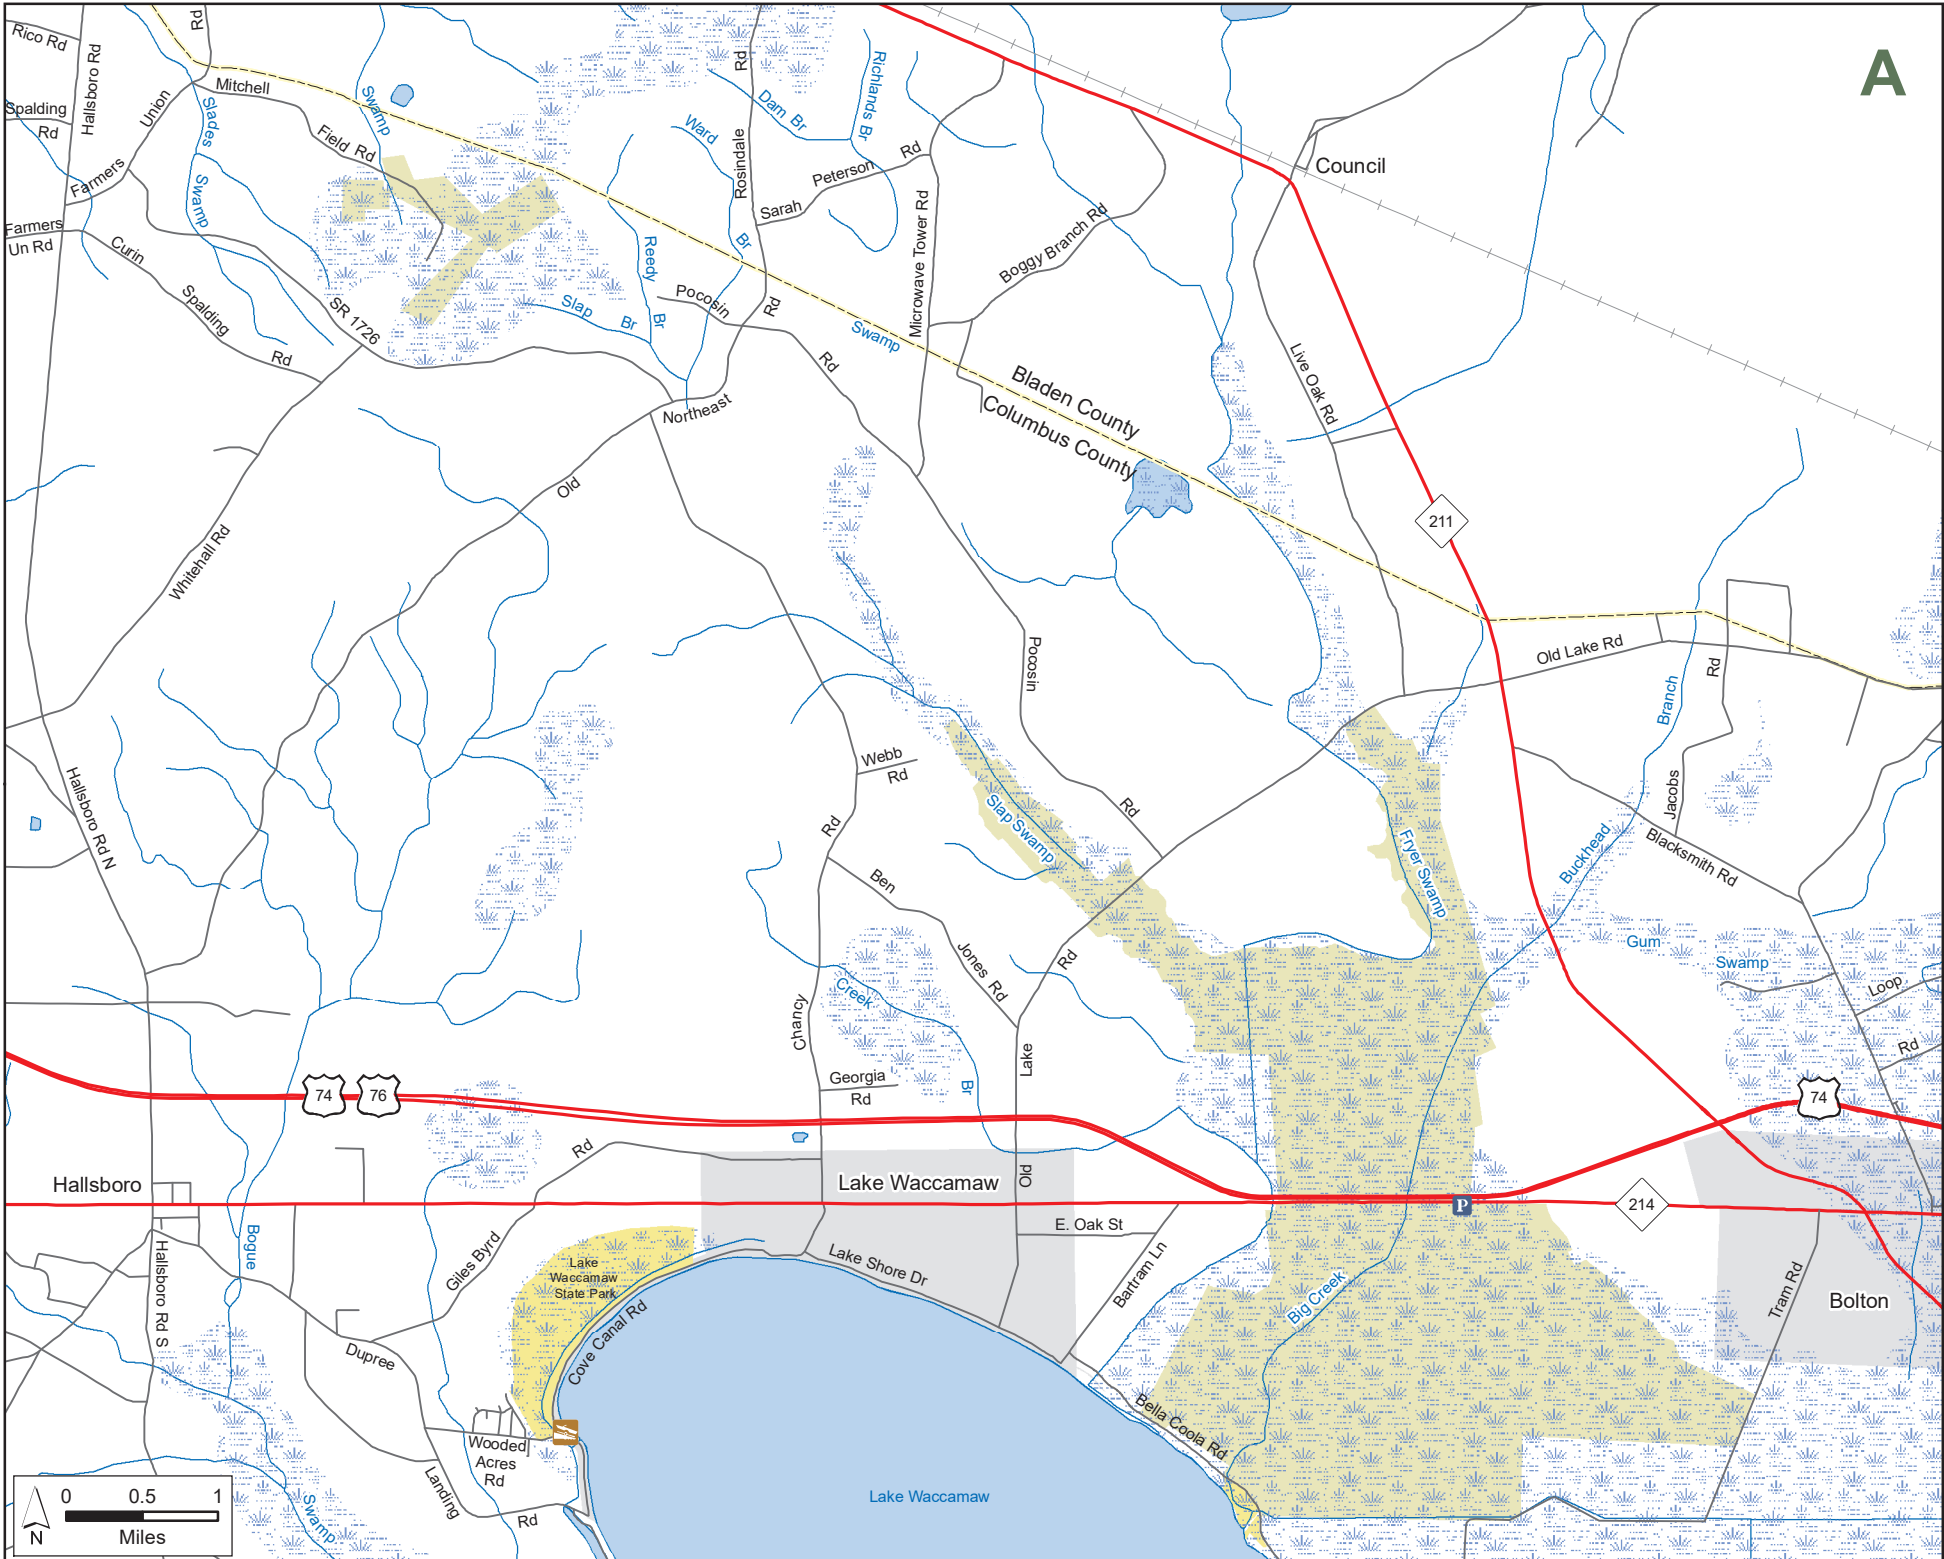 A
Rico Rd
Hallsboro Rd
Rd
Spalding
Rd
Union
Mitchell
Slades
Swamp
Field Rd
Swamp
Farmers
Farmers
Un Rd
Curin
Spalding
Rd
SR 1726
Rd
Rosindale
Ward
Br
Dam Br
Richlands Br
Sarah
Peterson
Rd
Microwave Tower Rd
Boggy Branch Rd
Council
Reedy
Br
Slap
Br
Pocosin
Rd
Rd
Swamp
Northeast
Old
Whitehall Rd
Bladen County
Columbus County
Live Oak Rd
211
Old Lake Rd
Rd
Jacobs
Branch
Buckhead
Blacksmith Rd
Pocosin
Rd
Webb
Rd
Rd
Slap Swamp
Fryer Swamp
Gum
Swamp
Loop
Rd
Hallsboro Rd N
Ben
Jones Rd
Rd
Chancy
Creek
Br
Lake
Old
Georgia
Rd
74
76
74
Hallsboro
Rd
Lake Waccamaw
E. Oak St
214
Bogue
Hallsboro Rd S
Giles Byrd
Lake
Waccamaw
State Park
Cove Canal Rd
Lake Shore Dr
Bartram Ln
P
Big Creek
Tram Rd
Bolton
Dupree
Landing
Rd
Wooded
Acres
Rd
Bella Coola Rd
Lake Waccamaw
Swamp
0 0.5 1
Miles
N